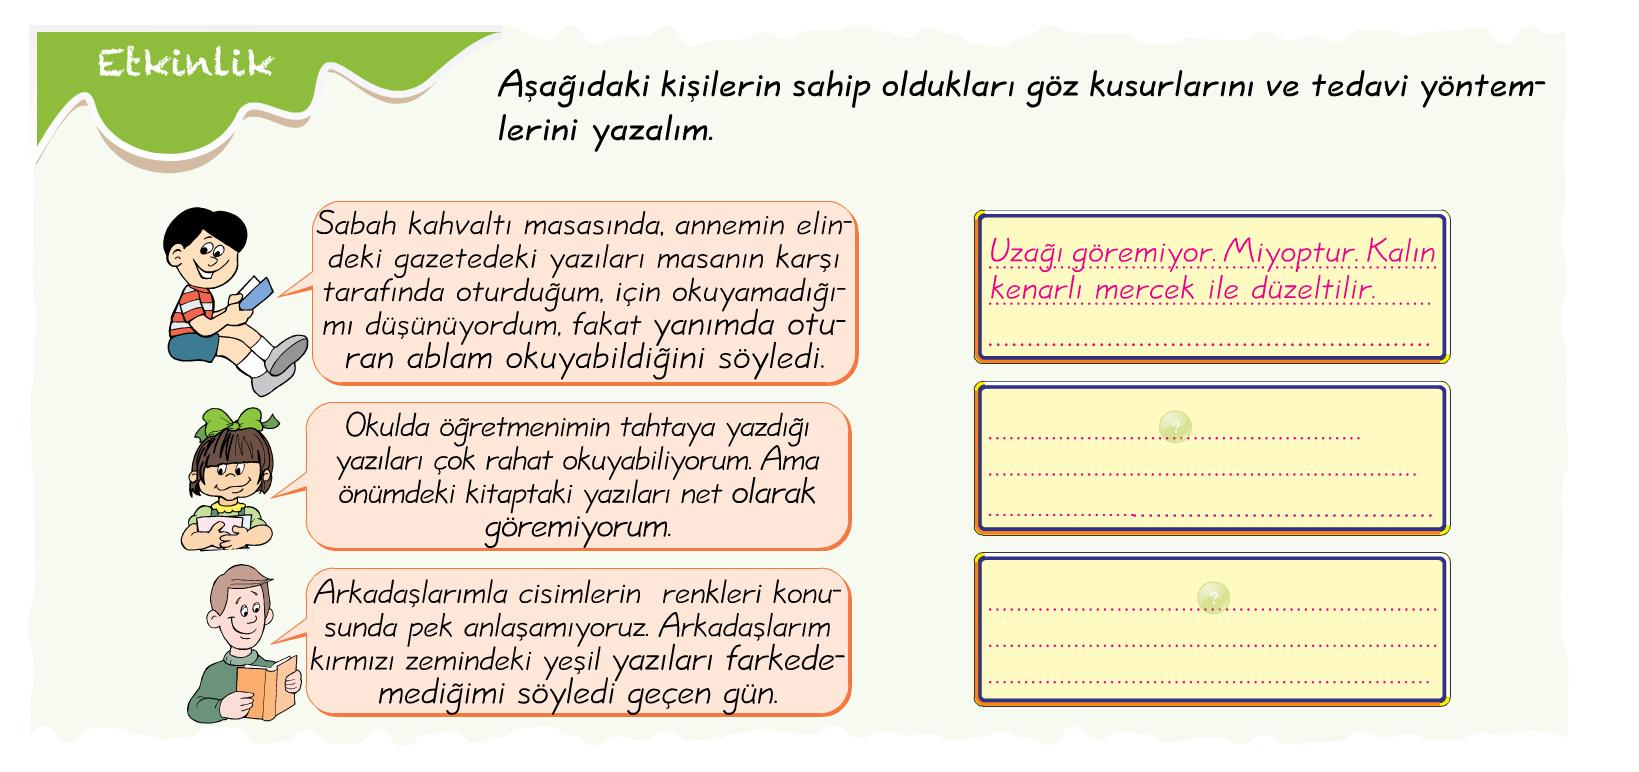 Etkinlik
Aşağıdaki kişilerin sahip oldukları göz kusurlarını ve tedavi yöntem-
lerini yazalım.
Sabah kahvaltı masasında, annemin elin-
deki gazetedeki yazıları masanın karşı
tarafında oturduğum, için okuyamadığı-
mı düşünüyordum, fakat yanımda otu-
ran ablam okuyabildiğini söyledi.
Uzağı göremiyor. Miyoptur. Kalın
kenarlı mercek ile düzeltilir.
Okulda öğretmenimin tahtaya yazdığı
yazıları çok rahat okuyabiliyorum. Ama
önümdeki kitaptaki yazıları net olarak
göremiyorum.
?
Arkadaşlarımla cisimlerin renkleri konu-
sunda pek anlaşamıyoruz. Arkadaşlarım
kırmızı zemindeki yeşil yazıları farkede-
mediğimi söyledi geçen gün.
?